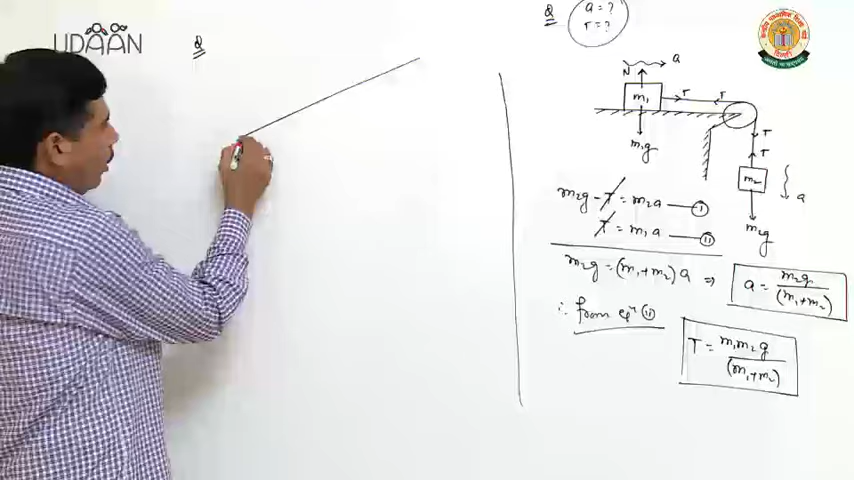 UDAAN
Q
Q
a = ?
T = ?
a
N
m₁
T
T
m₁g
T
T
m₂
a
m₂g
m₂g - T = m₂a — I
T = m₁a — II
m₂g = (m₁+m₂) a ⇒ a = m₂g/(m₁+m₂)
∴ from eqⁿ II
T = m₁m₂g/(m₁+m₂)